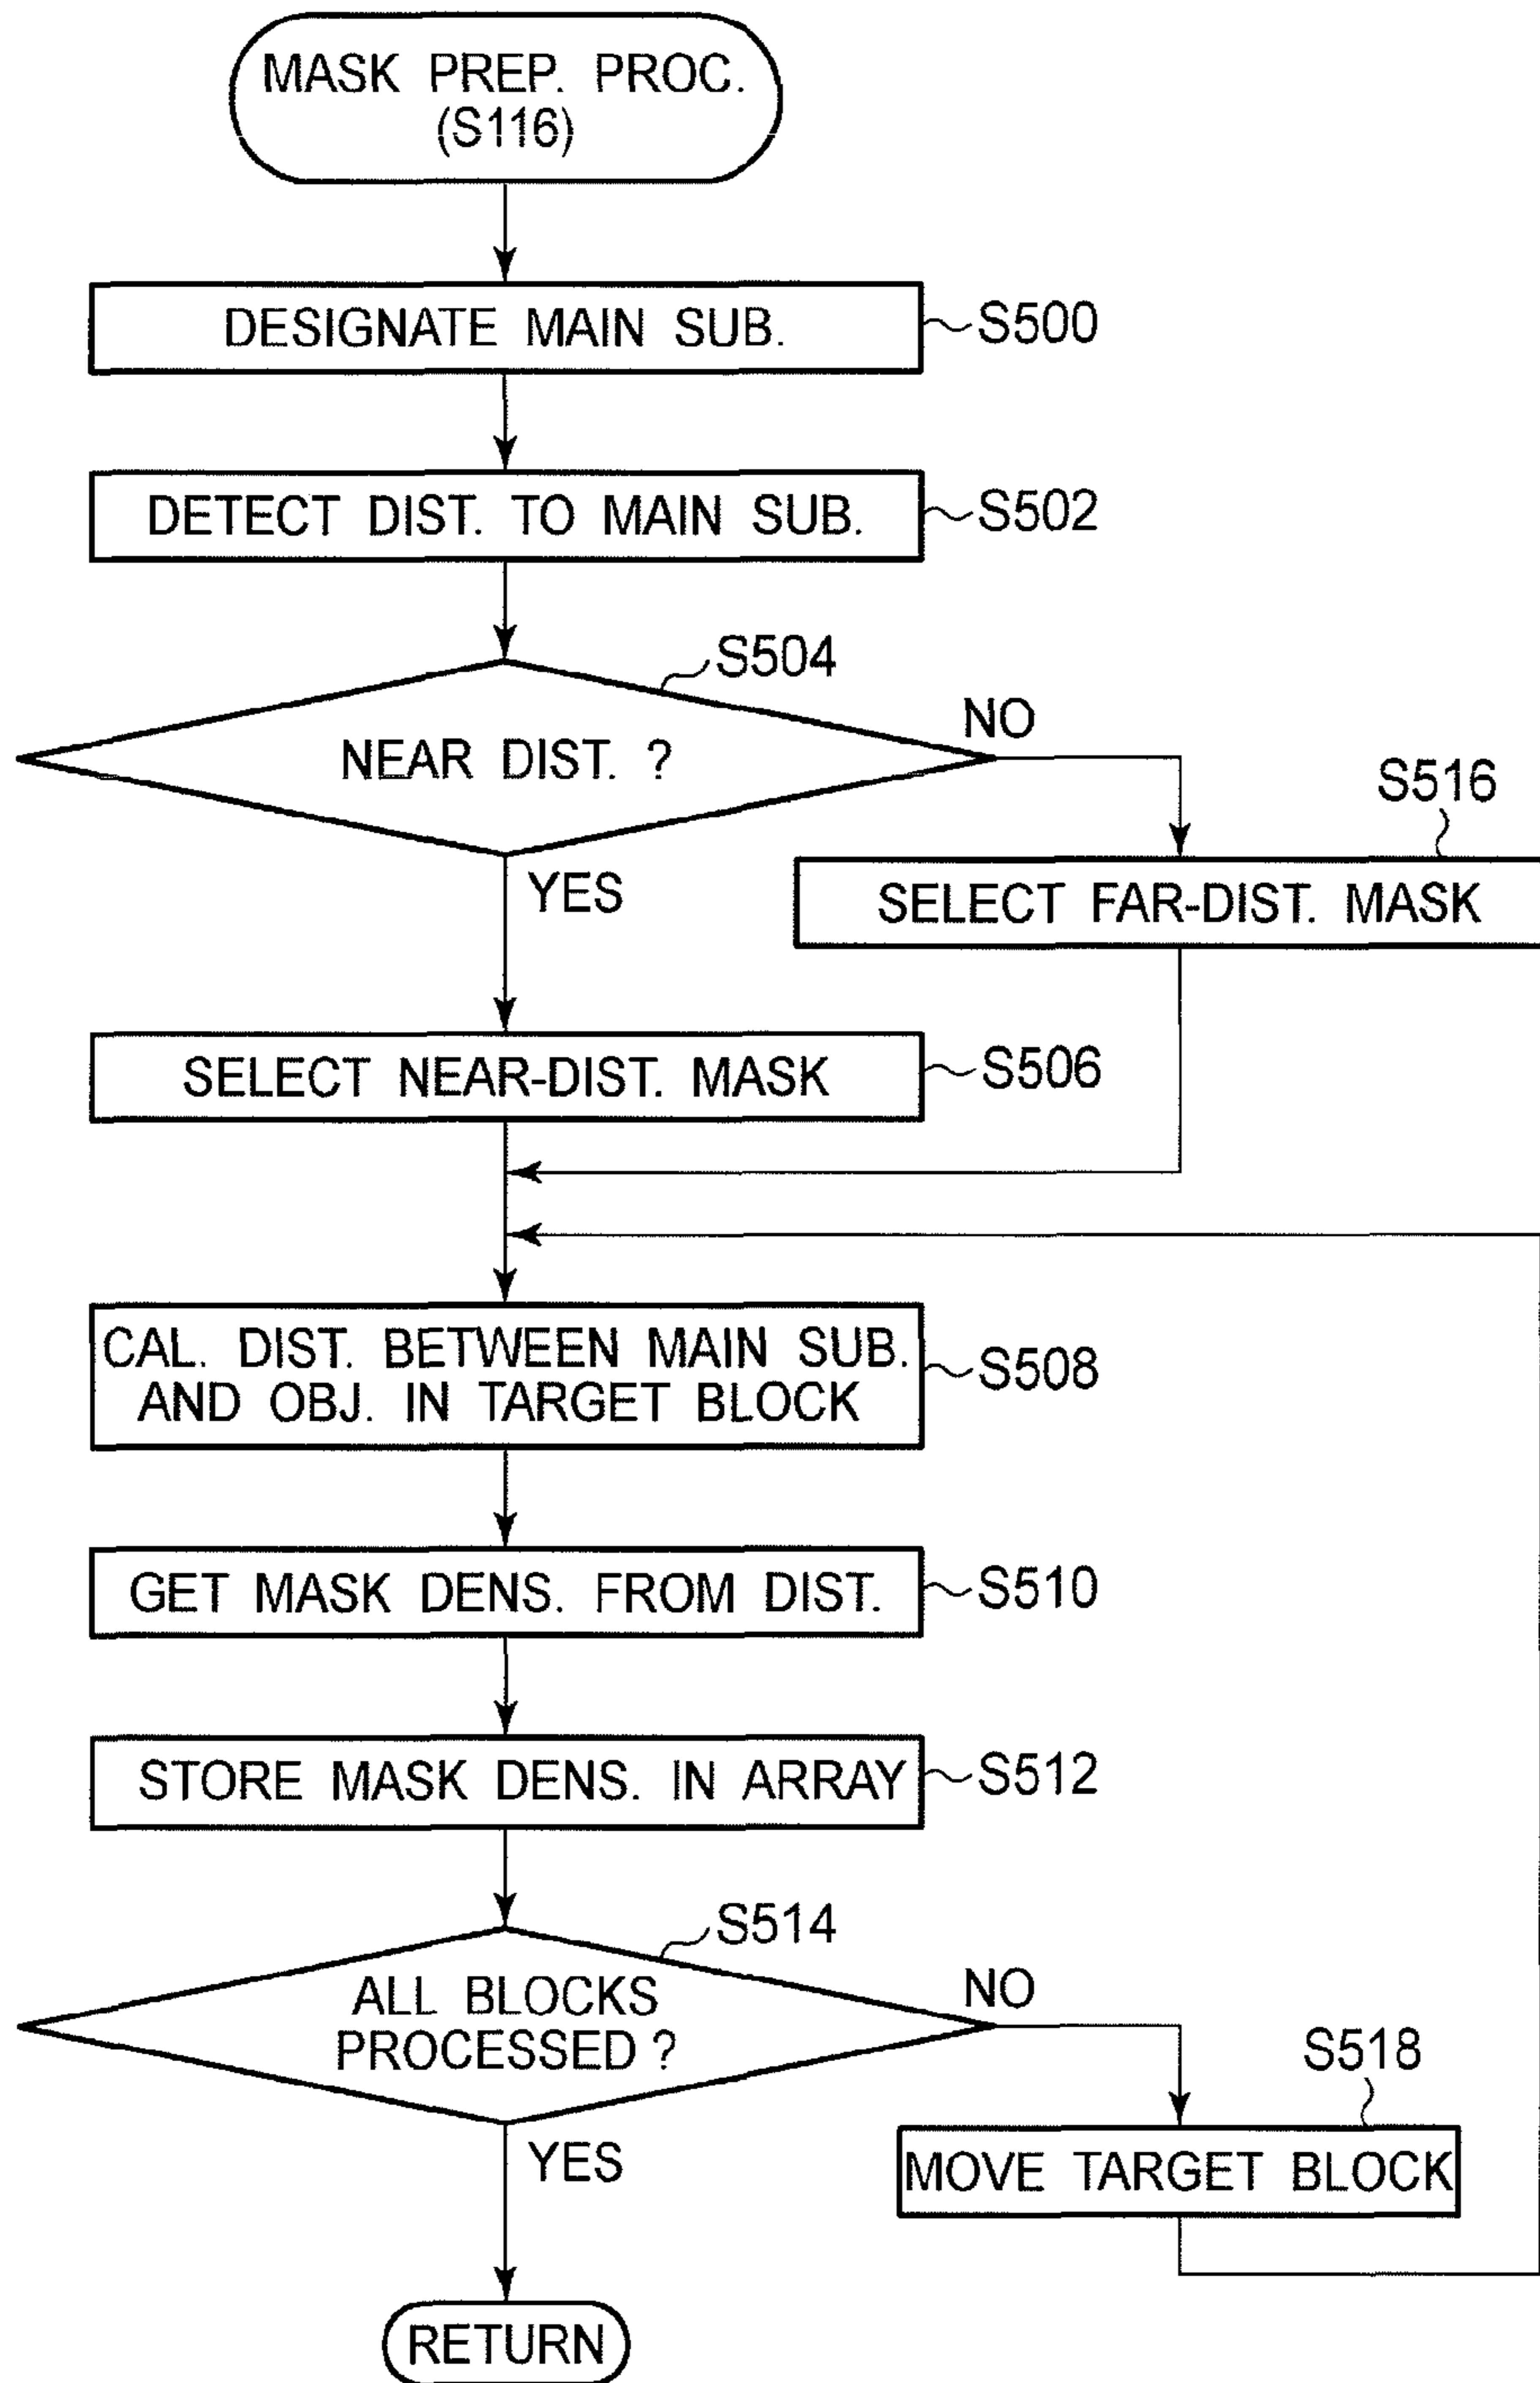 MASK PREP. PROC.
(S116)
DESIGNATE MAIN SUB.
S500
DETECT DIST. TO MAIN SUB.
S502
S504
NEAR DIST. ?
NO
YES
S516
SELECT FAR-DIST. MASK
SELECT NEAR-DIST. MASK
S506
CAL. DIST. BETWEEN MAIN SUB.
AND OBJ. IN TARGET BLOCK
S508
GET MASK DENS. FROM DIST.
S510
STORE MASK DENS. IN ARRAY
S512
S514
ALL BLOCKS
PROCESSED ?
NO
YES
S518
MOVE TARGET BLOCK
RETURN